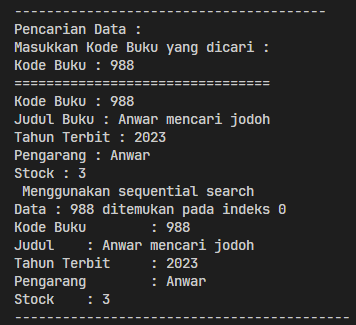 ---------------------------------------
Pencarian Data :
Masukkan Kode Buku yang dicari :
Kode Buku : 988
================================
Kode Buku : 988
Judul Buku : Anwar mencari jodoh
Tahun Terbit : 2023
Pengarang : Anwar
Stock : 3
 Menggunakan sequential search
Data : 988 ditemukan pada indeks 0
Kode Buku        : 988
Judul    : Anwar mencari jodoh
Tahun Terbit     : 2023
Pengarang        : Anwar
Stock    : 3
------------------------------------------